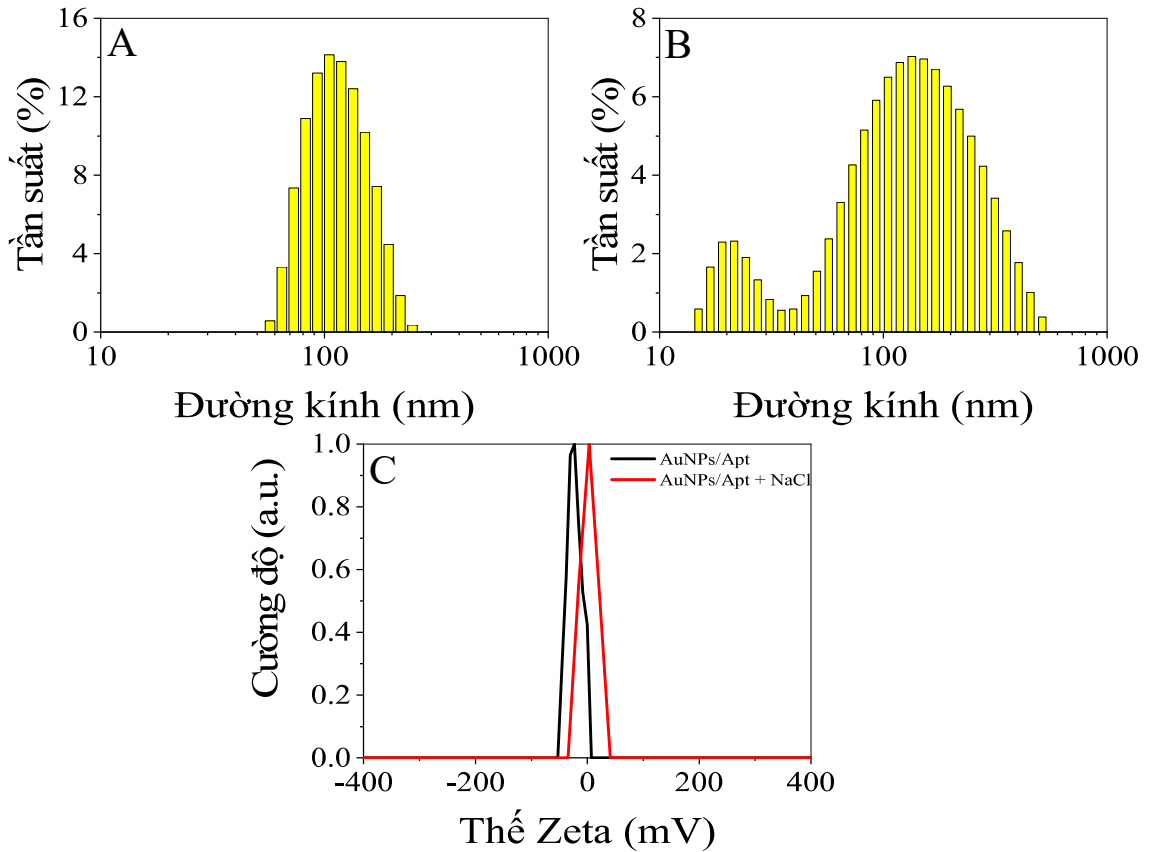 A
16
12
8
4
0
10
100
1000
Tần suất (%)
Đường kính (nm)
B
8
6
4
2
0
10
100
1000
Tần suất (%)
Đường kính (nm)
C
AuNPs/Apt
AuNPs/Apt + NaCl
1.0
0.8
0.6
0.4
0.2
0.0
-400
-200
0
200
400
Cường độ (a.u.)
Thế Zeta (mV)